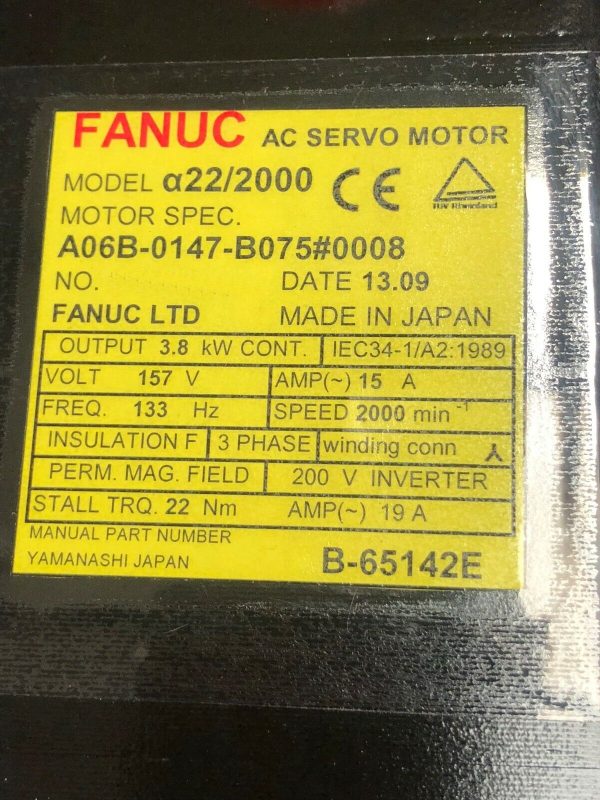 FANUC AC SERVO MOTOR
MODEL α22/2000 CE
TUV Rheinland
MOTOR SPEC.
A06B-0147-B075#0008
NO. DATE 13.09
FANUC LTD MADE IN JAPAN
OUTPUT 3.8 kW CONT. IEC34-1/A2:1989
VOLT 157 V AMP(~) 15 A
FREQ. 133 Hz SPEED 2000 min⁻¹
INSULATION F 3 PHASE winding conn
PERM. MAG. FIELD 200 V INVERTER
STALL TRQ. 22 Nm AMP(~) 19 A
MANUAL PART NUMBER
YAMANASHI JAPAN B-65142E